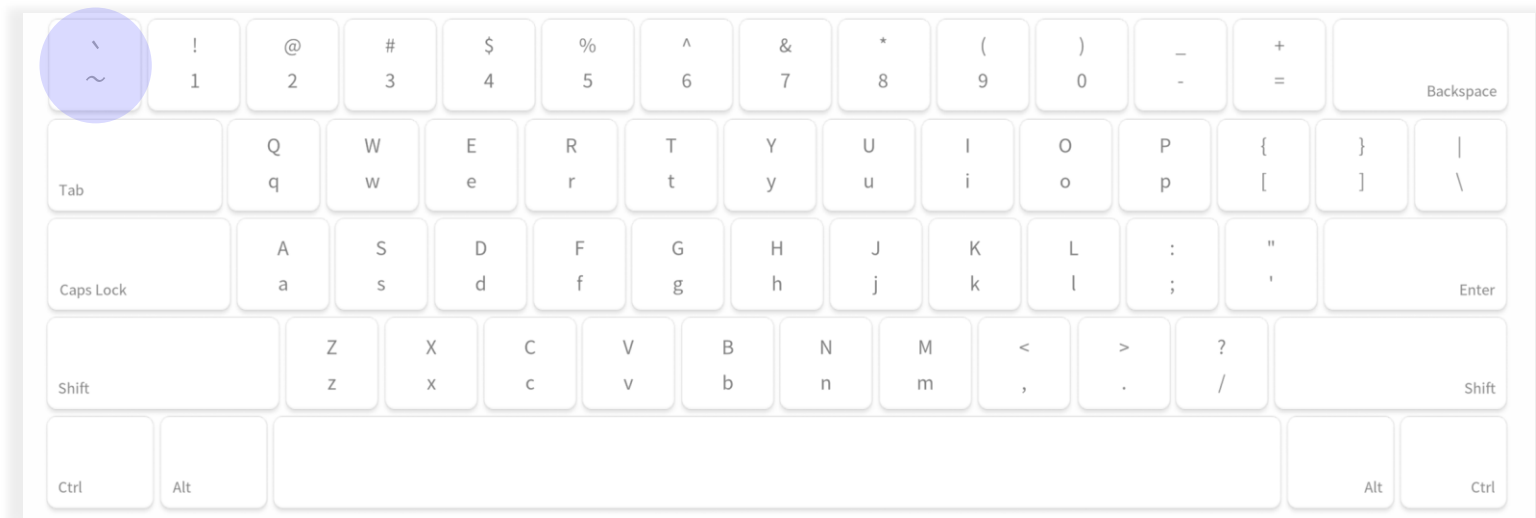 、 ! @ # $ % ^ & * ( ) _ +
～ 1 2 3 4 5 6 7 8 9 0 - = Backspace
Q W E R T Y U I O P { } |
Tab q w e r t y u i o p [ ] \
A S D F G H J K L : "
Caps Lock a s d f g h j k l ; ' Enter
Z X C V B N M < > ?
Shift z x c v b n m , . / Shift
Ctrl Alt Alt Ctrl